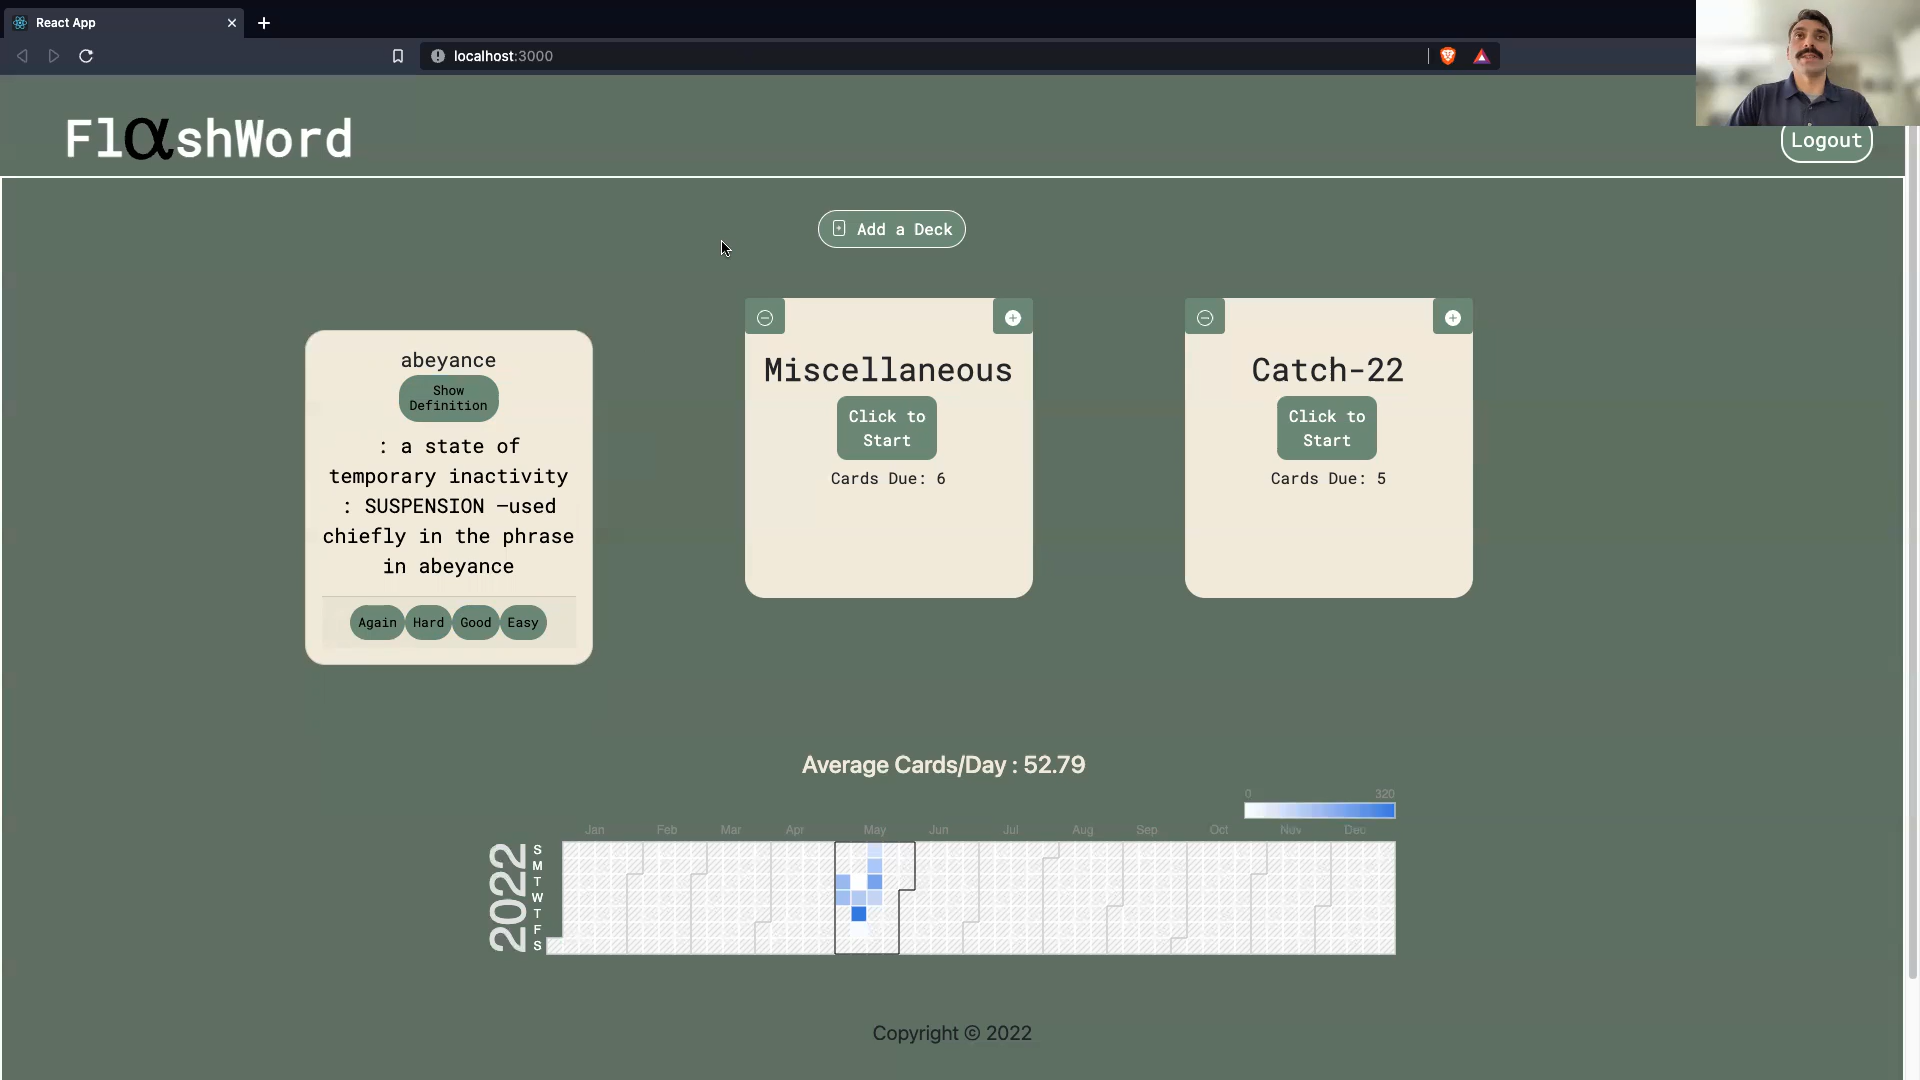 React App
localhost:3000
FlαshWord
Logout
Add a Deck
abeyance
Show
Definition
: a state of
temporary inactivity
: SUSPENSION —used
chiefly in the phrase
in abeyance
Again Hard Good Easy
Miscellaneous
Click to
Start
Cards Due: 6
Catch-22
Click to
Start
Cards Due: 5
Average Cards/Day : 52.79
0 320
Jan Feb Mar Apr May Jun Jul Aug Sep Oct Nov Dec
2022
S
M
T
W
T
F
S
Copyright © 2022